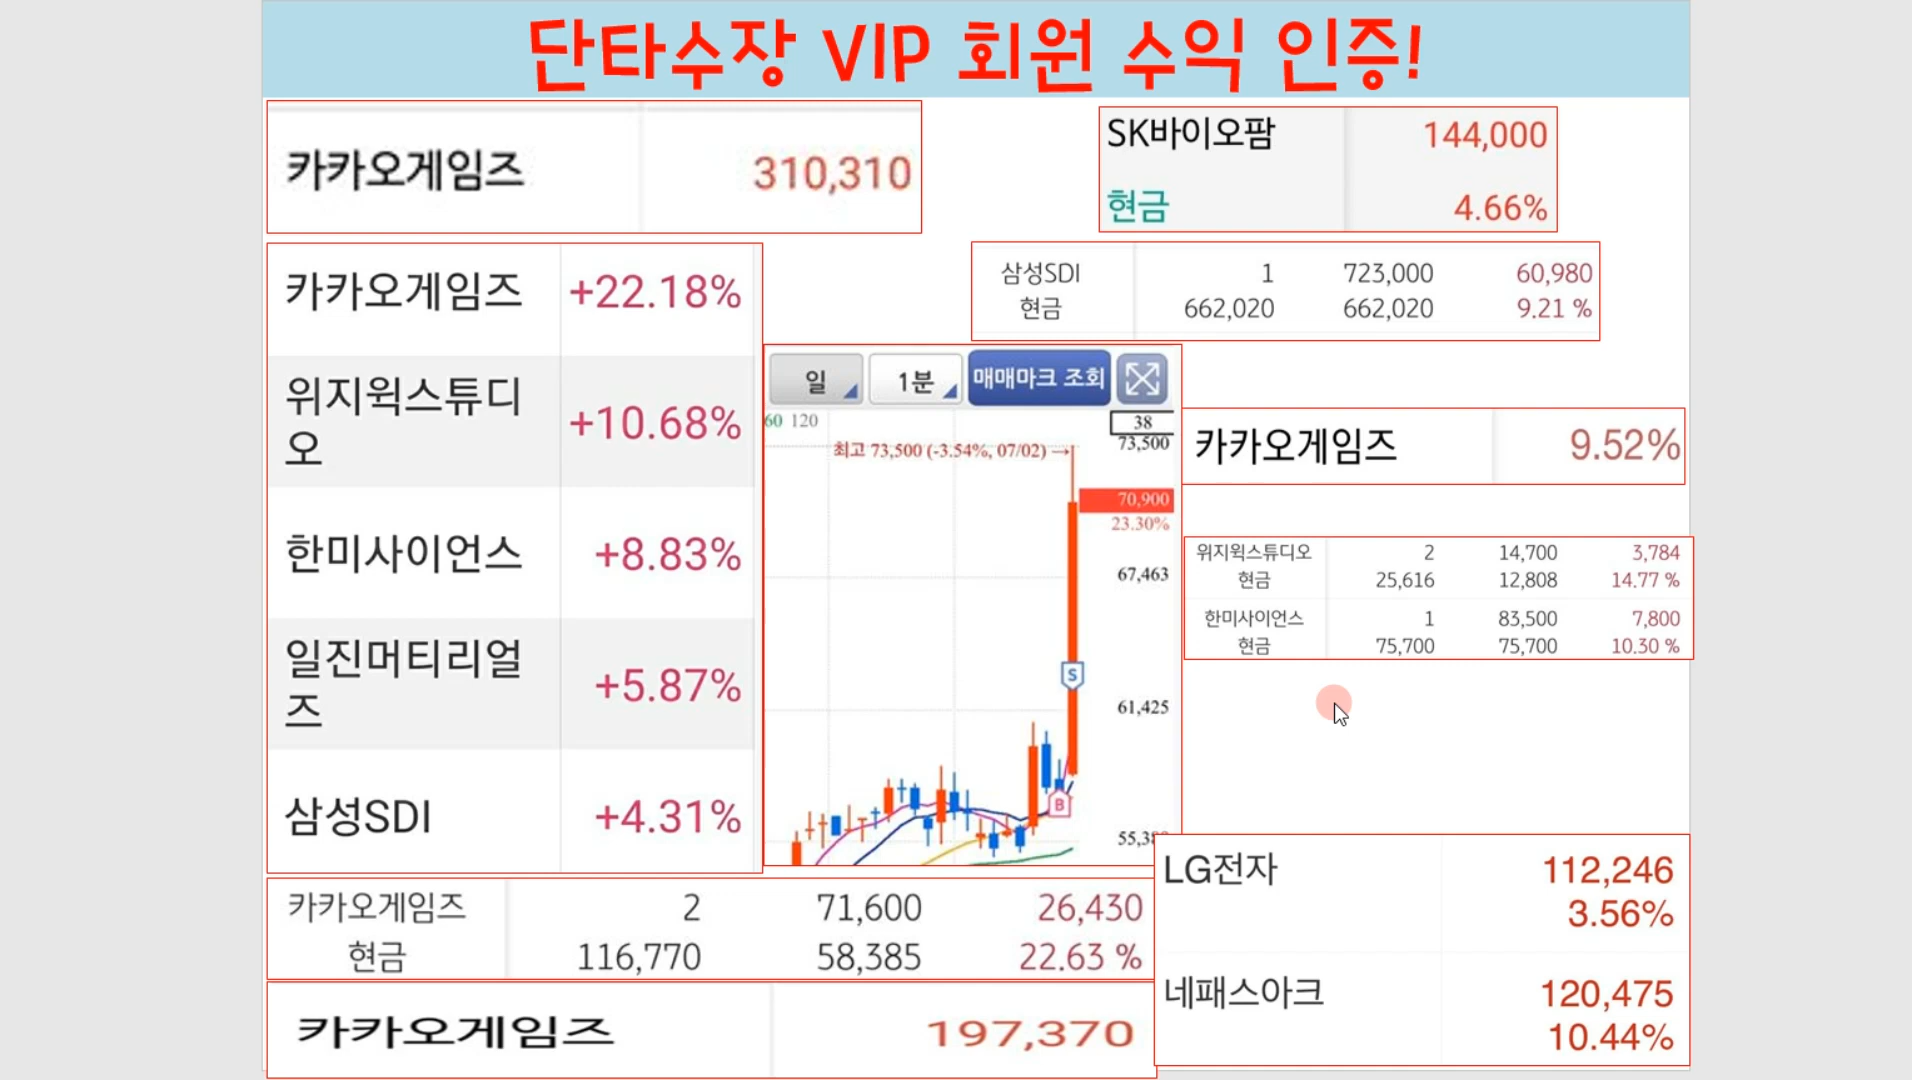 단타수장 VIP 회원 수익 인증!
카카오게임즈 310,310
SK바이오팜 144,000
현금 4.66%
카카오게임즈 +22.18%
위지윅스튜디
오 +10.68%
한미사이언스 +8.83%
일진머티리얼
즈 +5.87%
삼성SDI +4.31%
삼성SDI 1 723,000 60,980
현금 662,020 662,020 9.21 %
일 1분 매매마크 조회
60 120
38
최고 73,500 (-3.54%, 07/02) →
73,500
70,900
23.30%
67,463
S
61,425
B
카카오게임즈 9.52%
위지윅스튜디오 2 14,700 3,784
현금 25,616 12,808 14.77 %
한미사이언스 1 83,500 7,800
현금 75,700 75,700 10.30 %
카카오게임즈 2 71,600 26,430
현금 116,770 58,385 22.63 %
카카오게임즈 197,370
LG전자 112,246
3.56%
네패스아크 120,475
10.44%